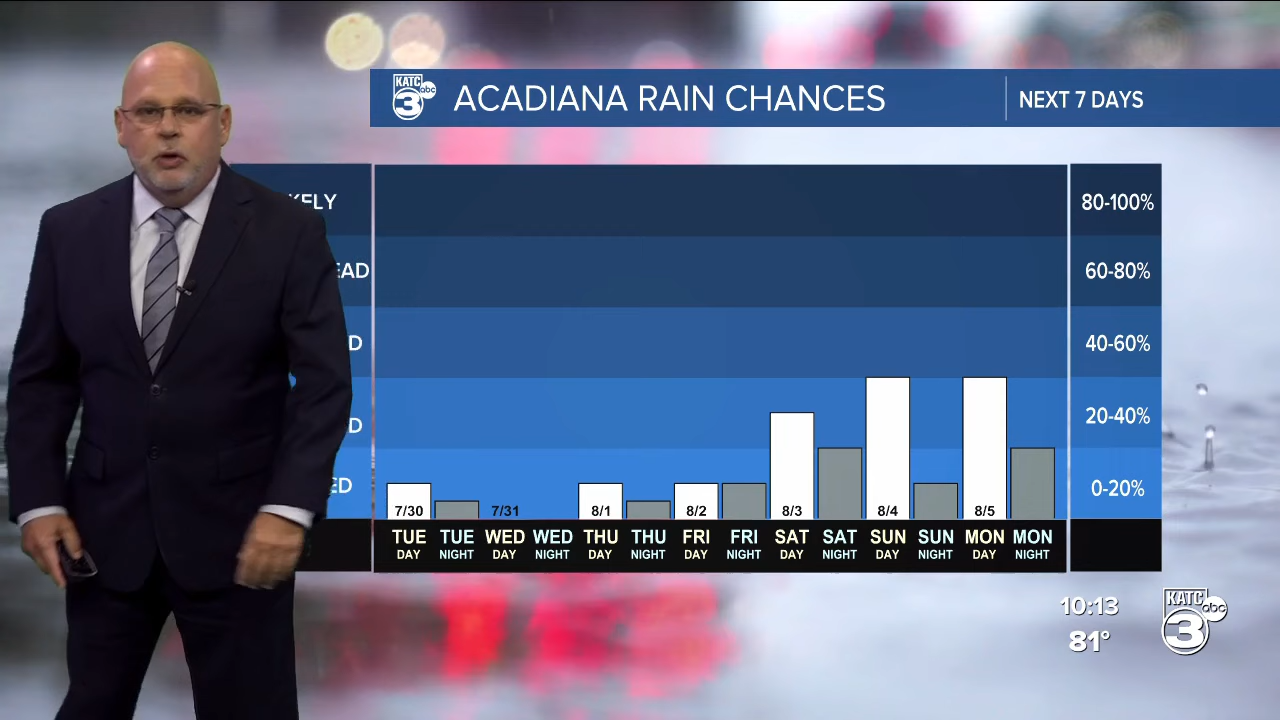 KATC
abc
3
ACADIANA RAIN CHANCES
NEXT 7 DAYS
80-100%
60-80%
40-60%
20-40%
0-20%
7/30 7/31 8/1 8/2 8/3 8/4 8/5
TUE TUE WED WED THU THU FRI FRI SAT SAT SUN SUN MON MON
DAY NIGHT DAY NIGHT DAY NIGHT DAY NIGHT DAY NIGHT DAY NIGHT DAY NIGHT
10:13
81°
KATC
abc
3